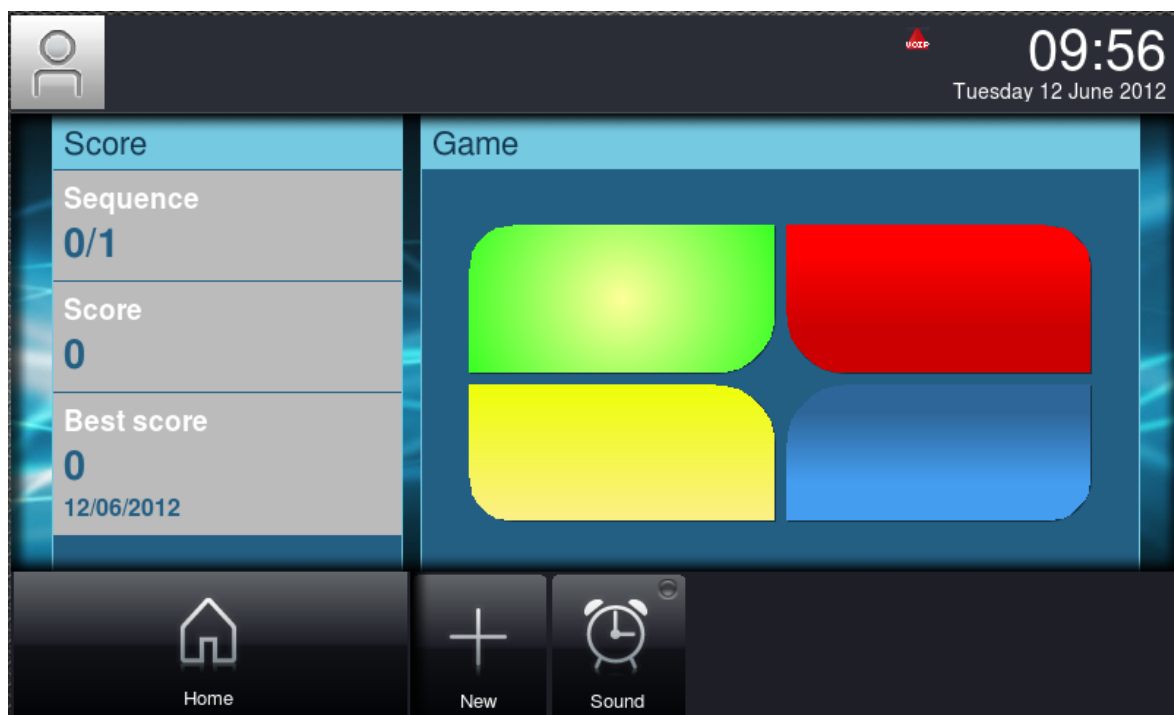 VOIP
09:56
Tuesday 12 June 2012
Score
Sequence
0/1
Score
0
Best score
0
12/06/2012
Game
Home
New
Sound